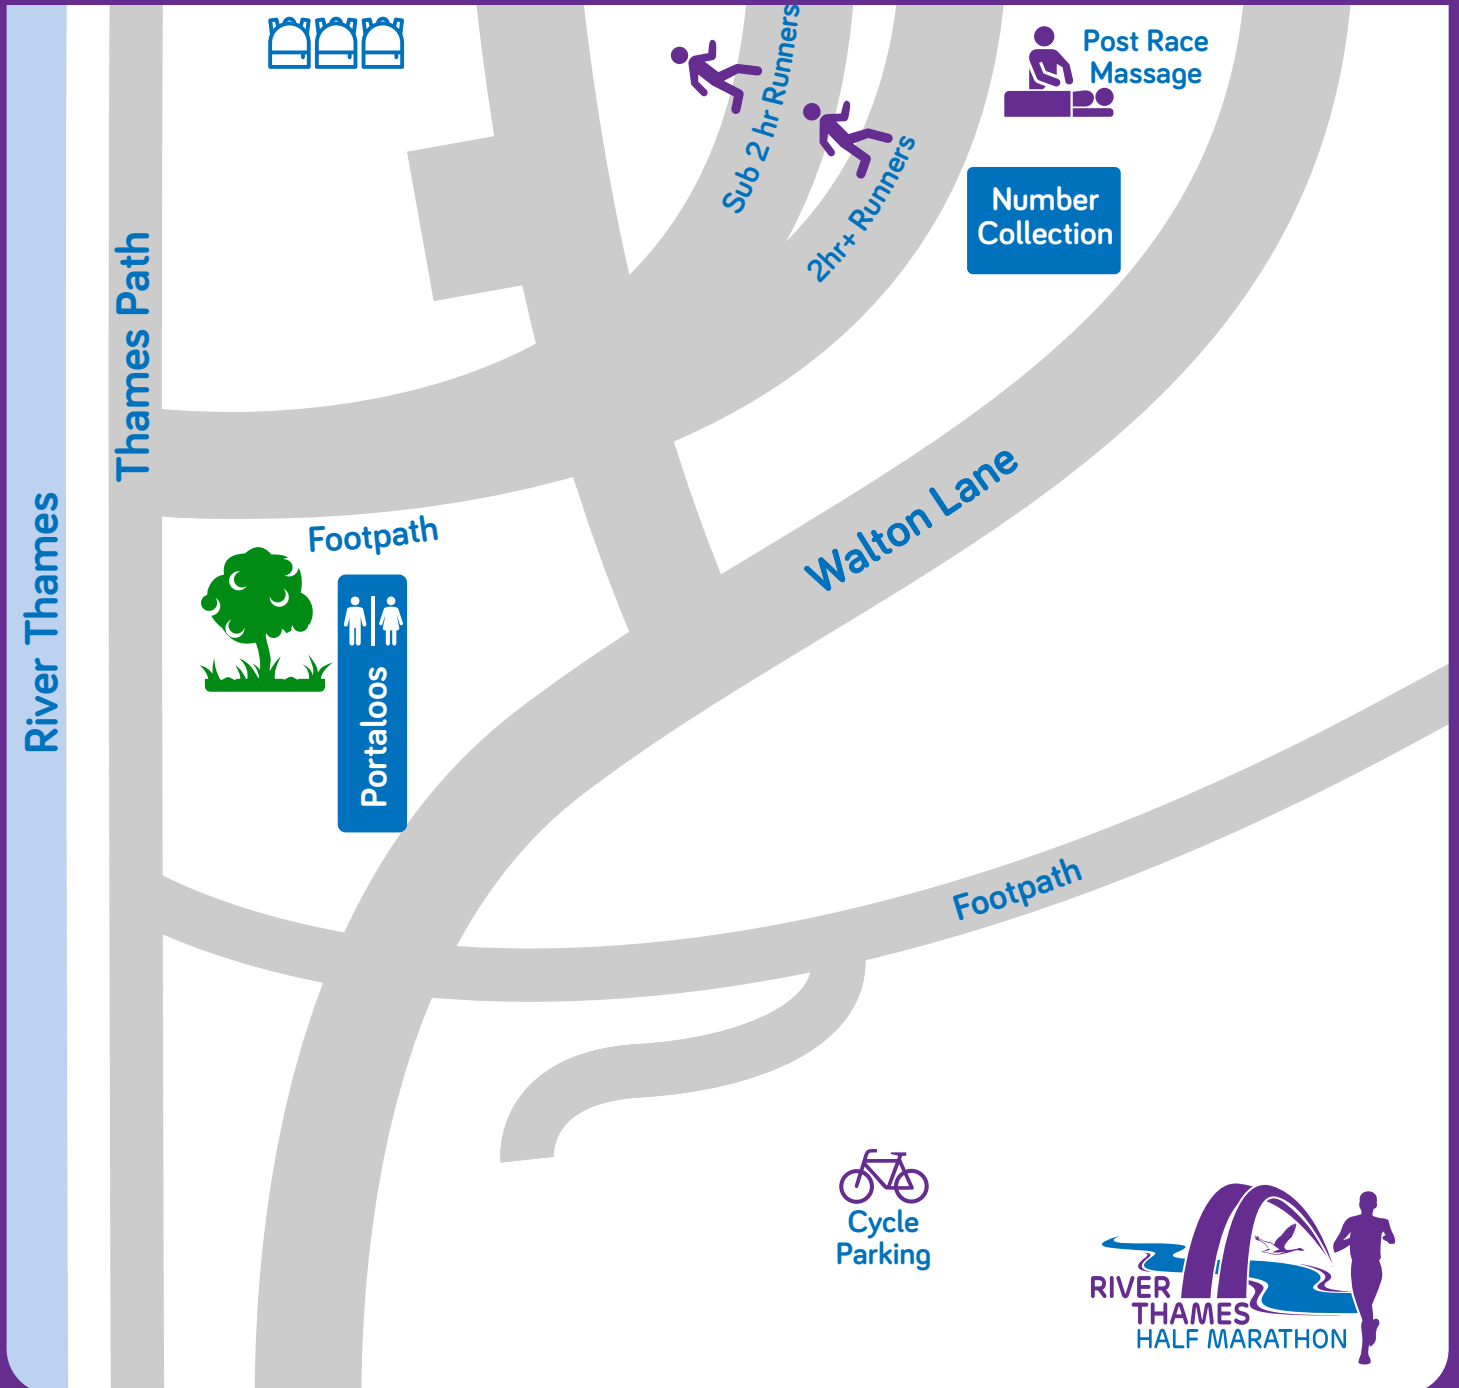 Post Race
Massage
Sub 2 hr Runners
2hr+ Runners
Number
Collection
Thames Path
River Thames
Footpath
Walton Lane
Portaloos
Footpath
Cycle
Parking
RIVER
THAMES
HALF MARATHON